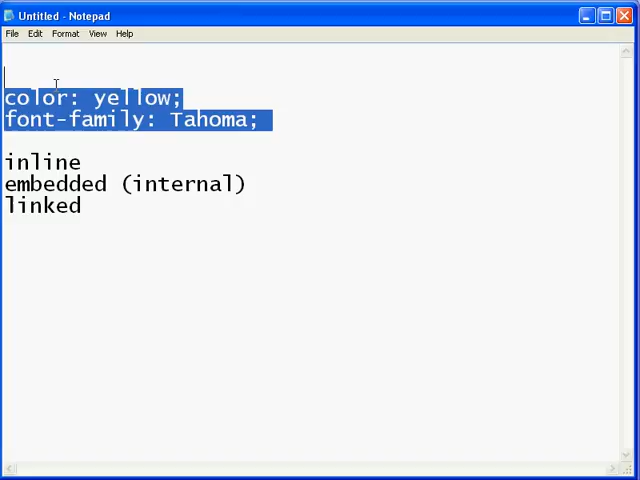 Untitled - Notepad
File Edit Format View Help
color: yellow;
font-family: Tahoma;
inline
embedded (internal)
linked